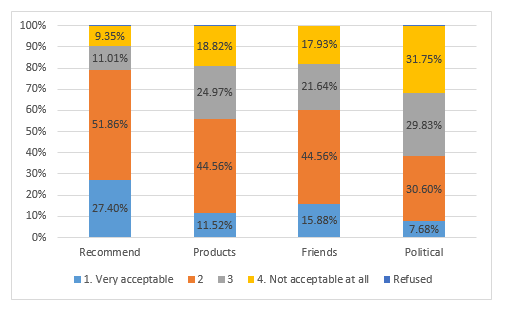 100%
90%
80%
70%
60%
50%
40%
30%
20%
10%
0%
9.35% 18.82% 17.93% 31.75%
11.01% 24.97% 21.64% 29.83%
51.86% 44.56% 44.56% 30.60%
27.40% 11.52% 15.88% 7.68%
Recommend Products Friends Political
1. Very acceptable 2 3 4. Not acceptable at all Refused